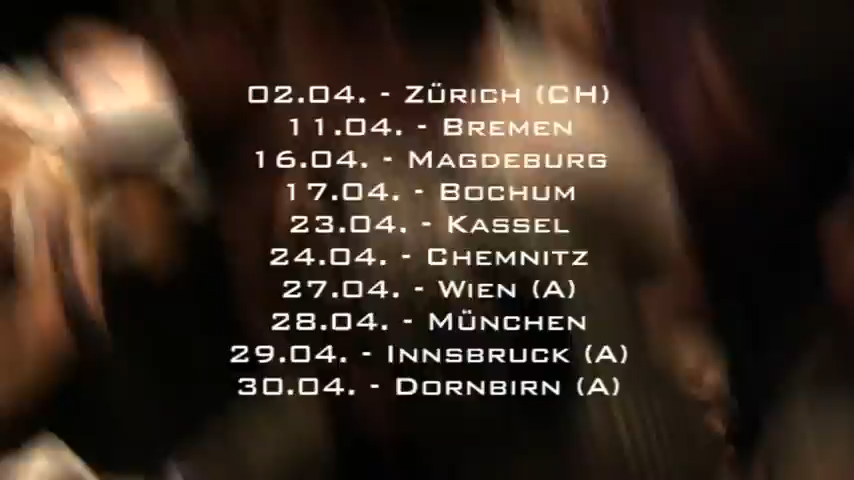 02.04. - Zürich (CH)
11.04. - Bremen
16.04. - Magdeburg
17.04. - Bochum
23.04. - Kassel
24.04. - Chemnitz
27.04. - Wien (A)
28.04. - München
29.04. - Innsbruck (A)
30.04. - Dornbirn (A)